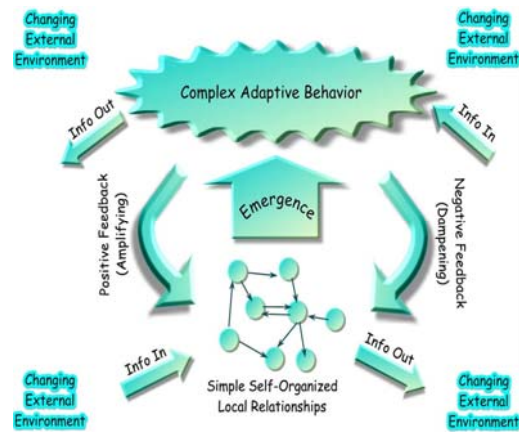 Changing
External
Environment
Changing
External
Environment
Complex Adaptive Behavior
Info Out
Info In
Positive Feedback
(Amplifying)
Emergence
Negative Feedback
(Dampening)
Info In
Info Out
Simple Self-Organized
Local Relationships
Changing
External
Environment
Changing
External
Environment